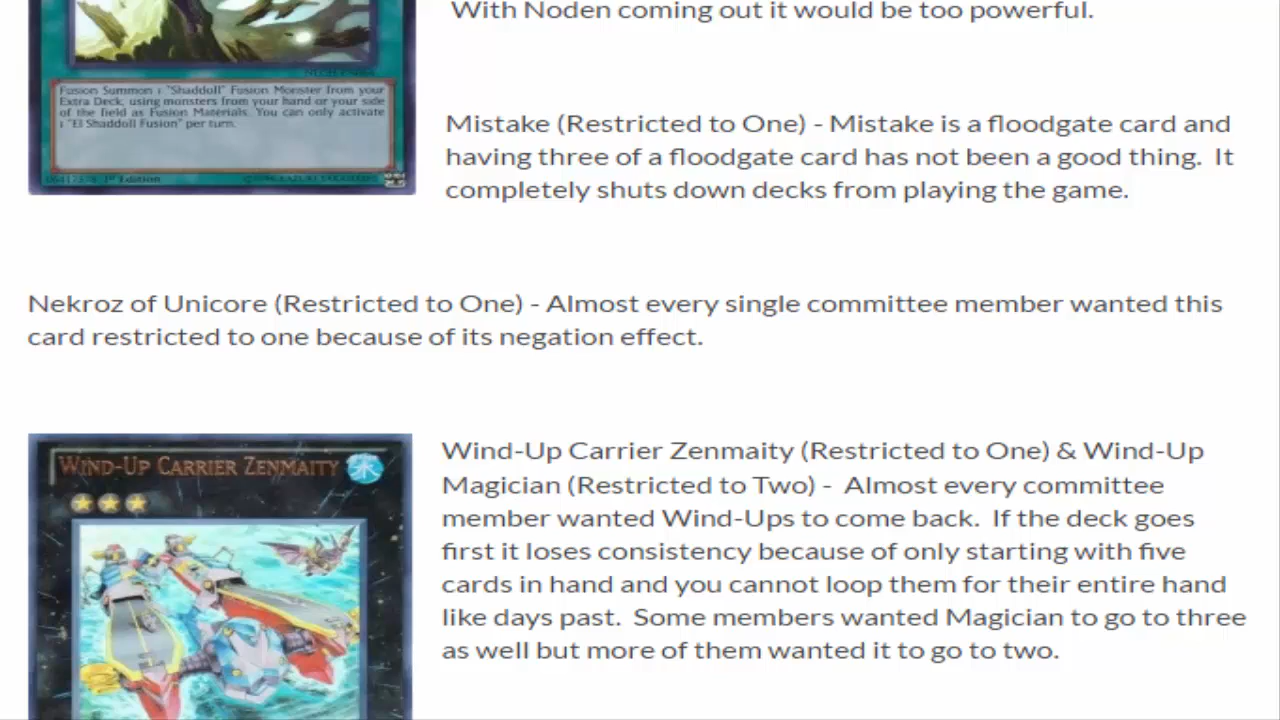 With Noden coming out it would be too powerful.
Fusion Summon 1 "Shaddoll" Fusion Monster from your
Extra Deck, using monsters from your hand or your side
of the field as Fusion Materials. You can only activate
1 "El Shaddoll Fusion" per turn.
1st Edition
Mistake (Restricted to One) - Mistake is a floodgate card and
having three of a floodgate card has not been a good thing. It
completely shuts down decks from playing the game.
Nekroz of Unicore (Restricted to One) - Almost every single committee member wanted this
card restricted to one because of its negation effect.
WIND-UP CARRIER ZENMAITY
Wind-Up Carrier Zenmaity (Restricted to One) & Wind-Up
Magician (Restricted to Two) - Almost every committee
member wanted Wind-Ups to come back. If the deck goes
first it loses consistency because of only starting with five
cards in hand and you cannot loop them for their entire hand
like days past. Some members wanted Magician to go to three
as well but more of them wanted it to go to two.